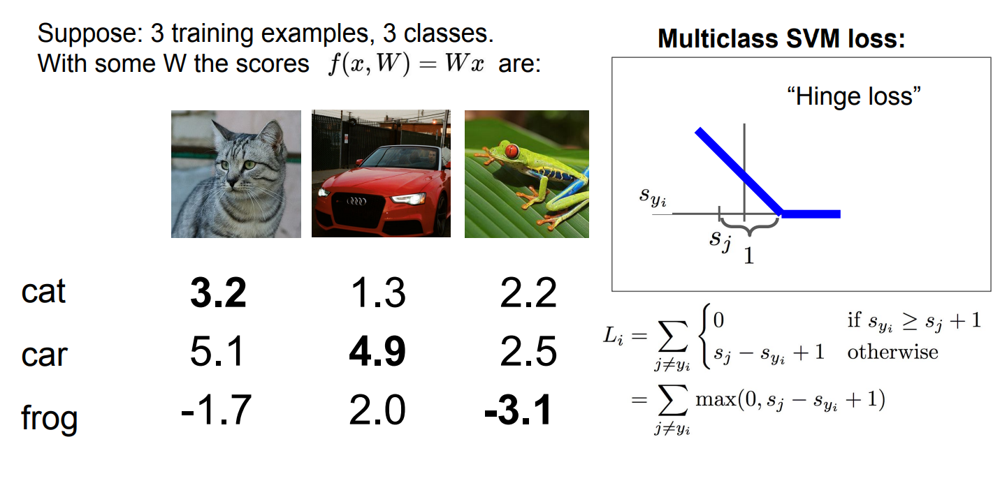 Suppose: 3 training examples, 3 classes.
With some W the scores f(x, W) = Wx are:
cat 3.2 1.3 2.2
car 5.1 4.9 2.5
frog -1.7 2.0 -3.1
Multiclass SVM loss:
“Hinge loss”
s_{y_i}
s_j
1
L_i = \sum_{j \neq y_i} \begin{cases} 0 & \text{if } s_{y_i} \geq s_j + 1 \\ s_j - s_{y_i} + 1 & \text{otherwise} \end{cases}
= \sum_{j \neq y_i} \max(0, s_j - s_{y_i} + 1)